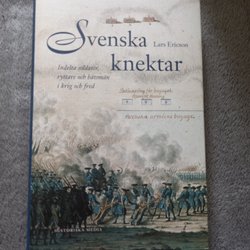 Svenska
Lars Ericson
knektar
Indelta soldater,
ryttare och båtsmän
i krig och fred
HISTORISKA MEDIA